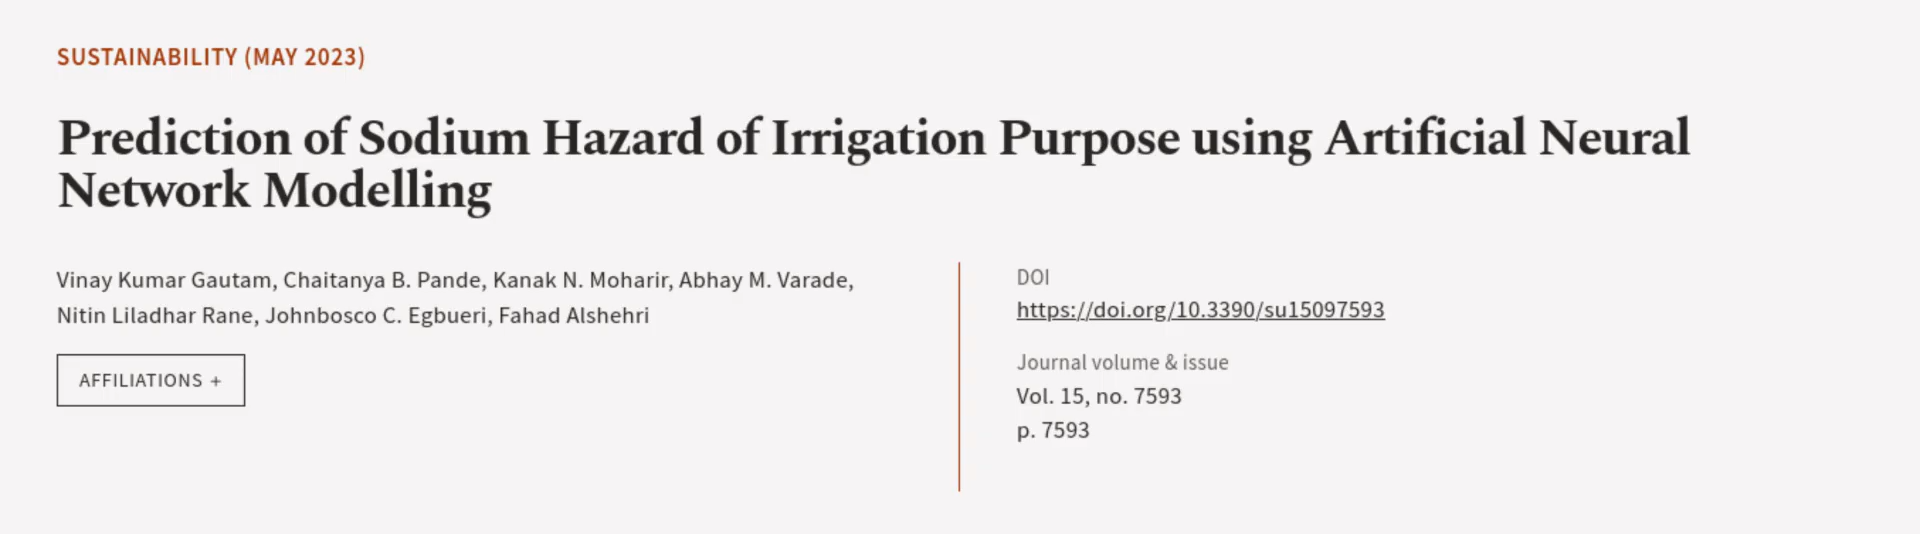 SUSTAINABILITY (MAY 2023)
Prediction of Sodium Hazard of Irrigation Purpose using Artificial Neural
Network Modelling
Vinay Kumar Gautam, Chaitanya B. Pande, Kanak N. Moharir, Abhay M. Varade,
Nitin Liladhar Rane, Johnbosco C. Egbueri, Fahad Alshehri
AFFILIATIONS +
DOI
https://doi.org/10.3390/su15097593
Journal volume & issue
Vol. 15, no. 7593
p. 7593